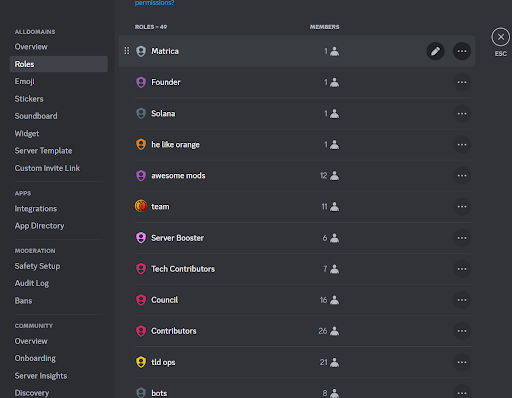 permissions?
ALLDOMAINS
Overview
Roles
Emoji
Stickers
Soundboard
Widget
Server Template
Custom Invite Link
APPS
Integrations
App Directory
MODERATION
Safety Setup
Audit Log
Bans
COMMUNITY
Overview
Onboarding
Server Insights
Discovery
ROLES – 49 MEMBERS
Matrica 1
Founder 1
Solana 1
he like orange 1
awesome mods 12
team 11
Server Booster 6
Tech Contributors 7
Council 16
Contributors 26
tld ops 21
bots 8
ESC